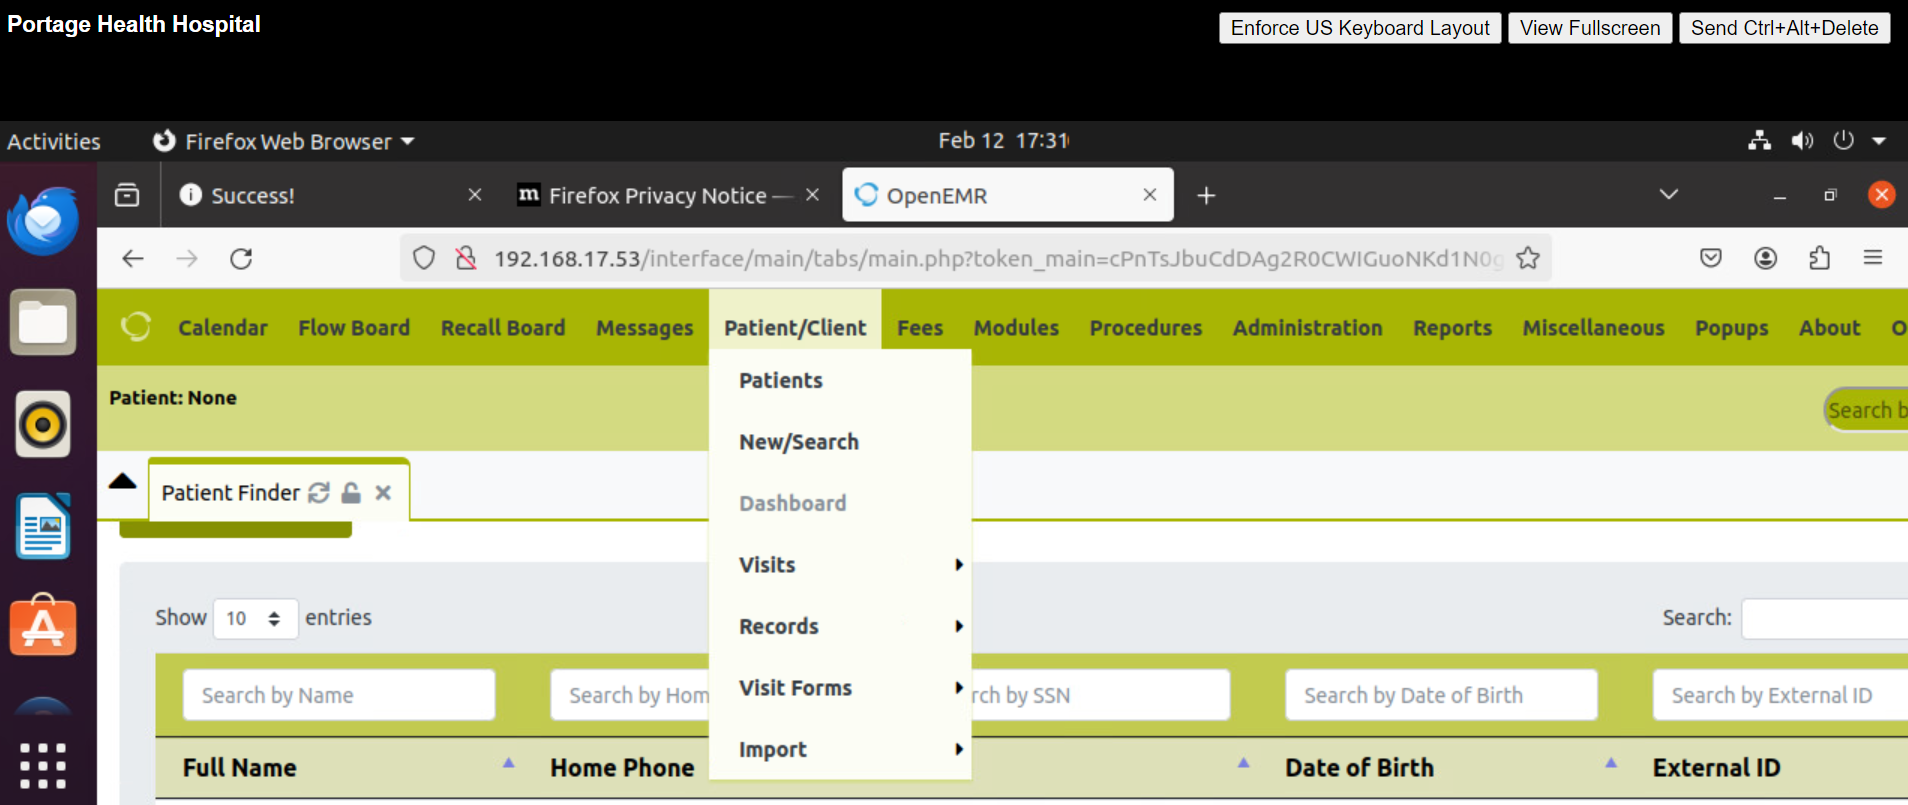 Portage Health Hospital
Enforce US Keyboard Layout View Fullscreen Send Ctrl+Alt+Delete
Activities Firefox Web Browser Feb 12 17:31
Success! Firefox Privacy Notice — OpenEMR
192.168.17.53/interface/main/tabs/main.php?token_main=cPnTsJbuCdDAg2R0CWIGuoNKd1N0g
Calendar Flow Board Recall Board Messages Patient/Client Fees Modules Procedures Administration Reports Miscellaneous Popups About O
Patient: None
Search b
Patients
New/Search
Dashboard
Visits
Records
Visit Forms
Import
Patient Finder
Show 10 entries
Search:
Search by Name Search by Hom rch by SSN Search by Date of Birth Search by External ID
Full Name Home Phone Date of Birth External ID